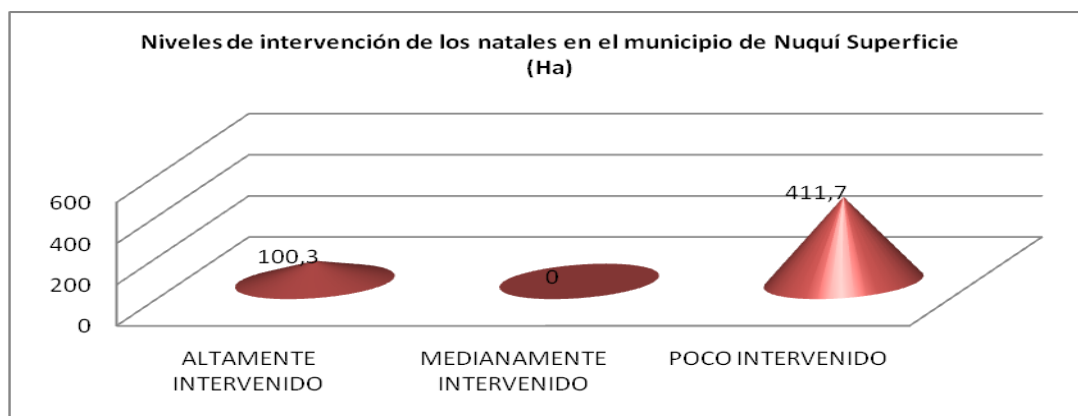 Niveles de intervención de los natales en el municipio de Nuquí Superficie
(Ha)
600
400
200
0
100,3
0
411,7
ALTAMENTE
INTERVENIDO
MEDIANAMENTE
INTERVENIDO
POCO INTERVENIDO